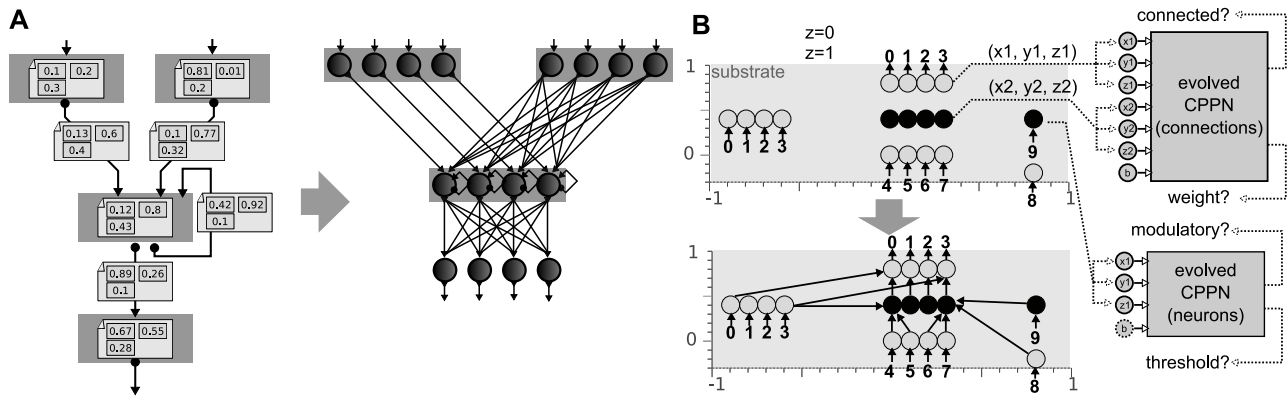 A
0.1 0.2
0.3
0.81 0.01
0.2
0.13 0.6
0.4
0.1 0.77
0.32
0.12 0.8
0.43
0.42 0.92
0.1
0.89 0.26
0.1
0.67 0.55
0.28
B
z=0
z=1
substrate
1
0
-1
1
0 1 2 3
(x1, y1, z1)
(x2, y2, z2)
0 1 2 3
4 5 6 7
9
8
1
0
-1
1
0 1 2 3
0 1 2 3
4 5 6 7
9
8
connected?
x1
y1
z1
x2
y2
z2
b
evolved
CPPN
(connections)
weight?
modulatory?
x1
y1
z1
b
evolved
CPPN
(neurons)
threshold?